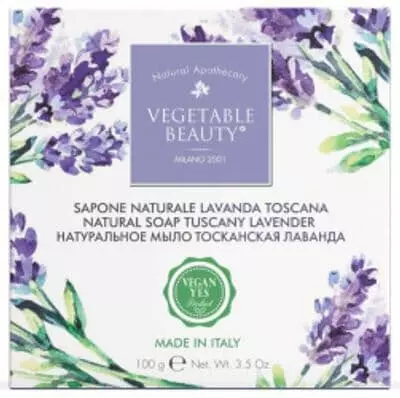 Natural Apothecary
VEGETABLE
BEAUTY®
MILANO 2001
SAPONE NATURALE LAVANDA TOSCANA
NATURAL SOAP TUSCANY LAVENDER
НАТУРАЛЬНОЕ МЫЛО ТОСКАНСКАЯ ЛАВАНДА
VEGAN
YES
Product
MADE IN ITALY
100 g ℮ Net. Wt. 3.5 Oz.